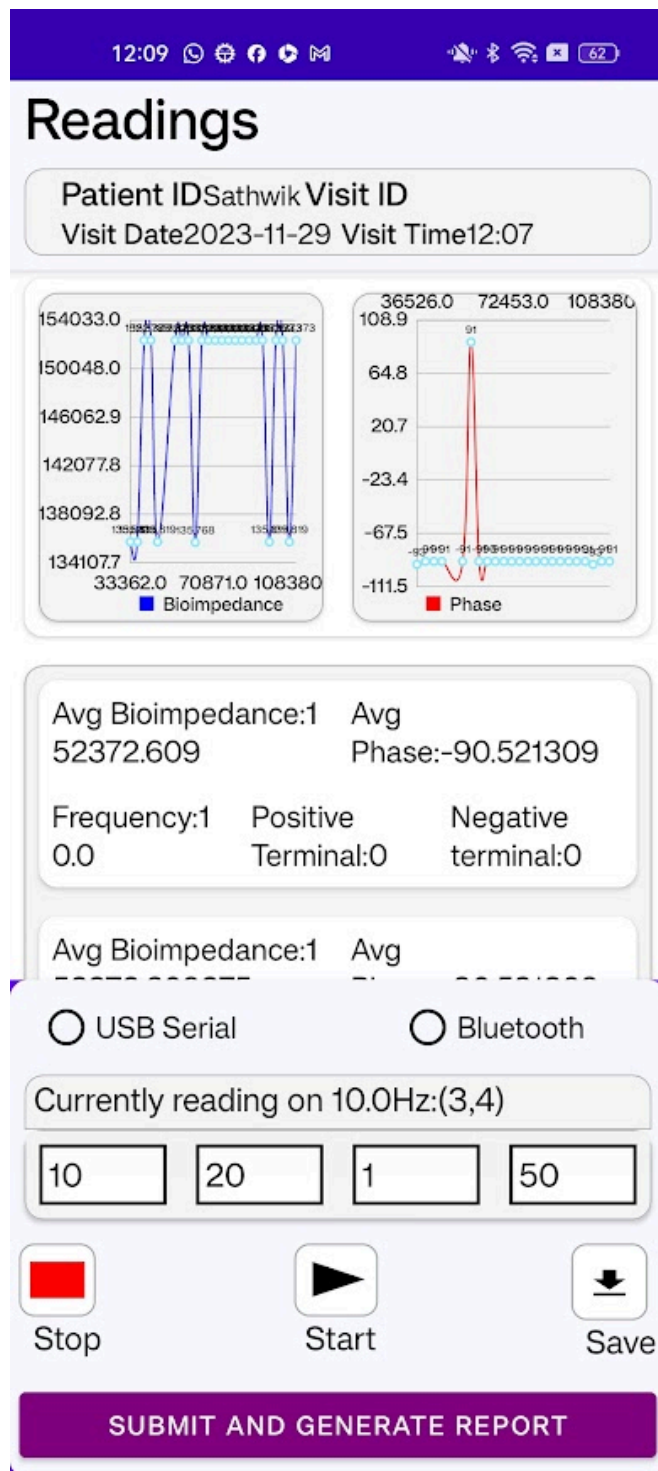 12:09
62
Readings
Patient IDSathwik Visit ID
Visit Date2023-11-29 Visit Time12:07
154033.0
150048.0
146062.9
142077.8
138092.8
134107.7
33362.0 70871.0 108380
Bioimpedance
36526.0 72453.0 108380
108.9
64.8
20.7
-23.4
-67.5
-111.5
91
Phase
Avg Bioimpedance:1
52372.609
Avg
Phase:-90.521309
Frequency:1
0.0
Positive
Terminal:0
Negative
terminal:0
Avg Bioimpedance:1
Avg
USB Serial
Bluetooth
Currently reading on 10.0Hz:(3,4)
10 20 1 50
Stop Start Save
SUBMIT AND GENERATE REPORT